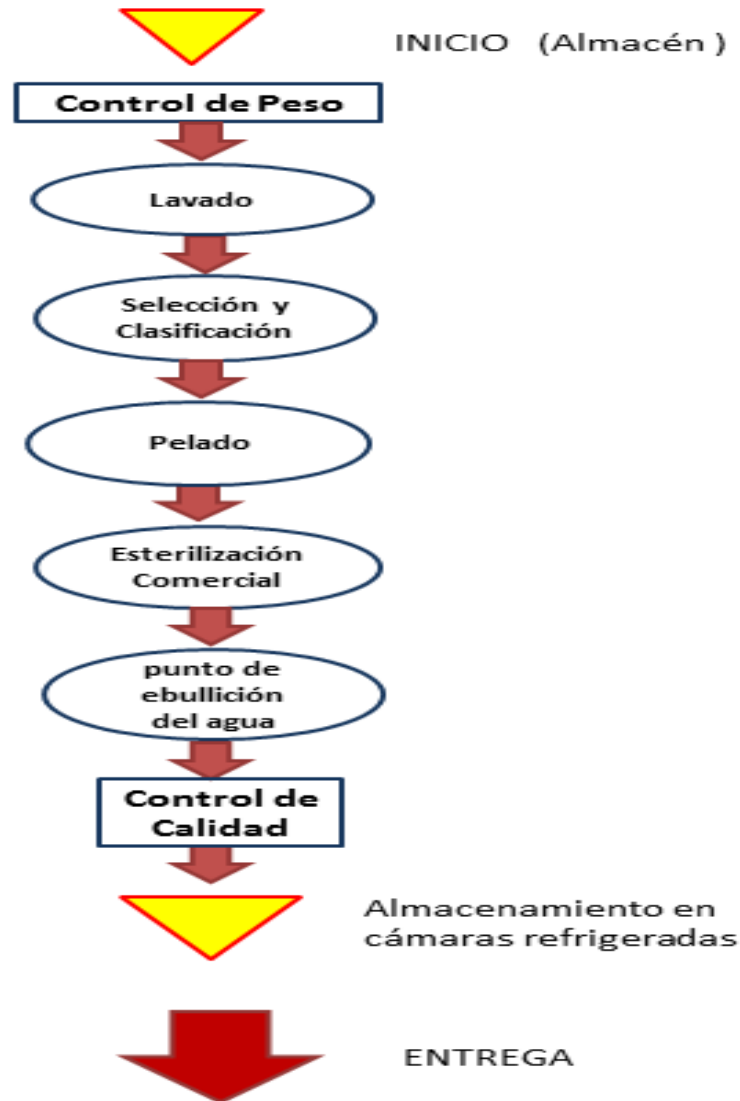 INICIO (Almacén )
Control de Peso
Lavado
Selección y
Clasificación
Pelado
Esterilización
Comercial
punto de
ebullición
del agua
Control de
Calidad
Almacenamiento en
cámaras refrigeradas
ENTREGA